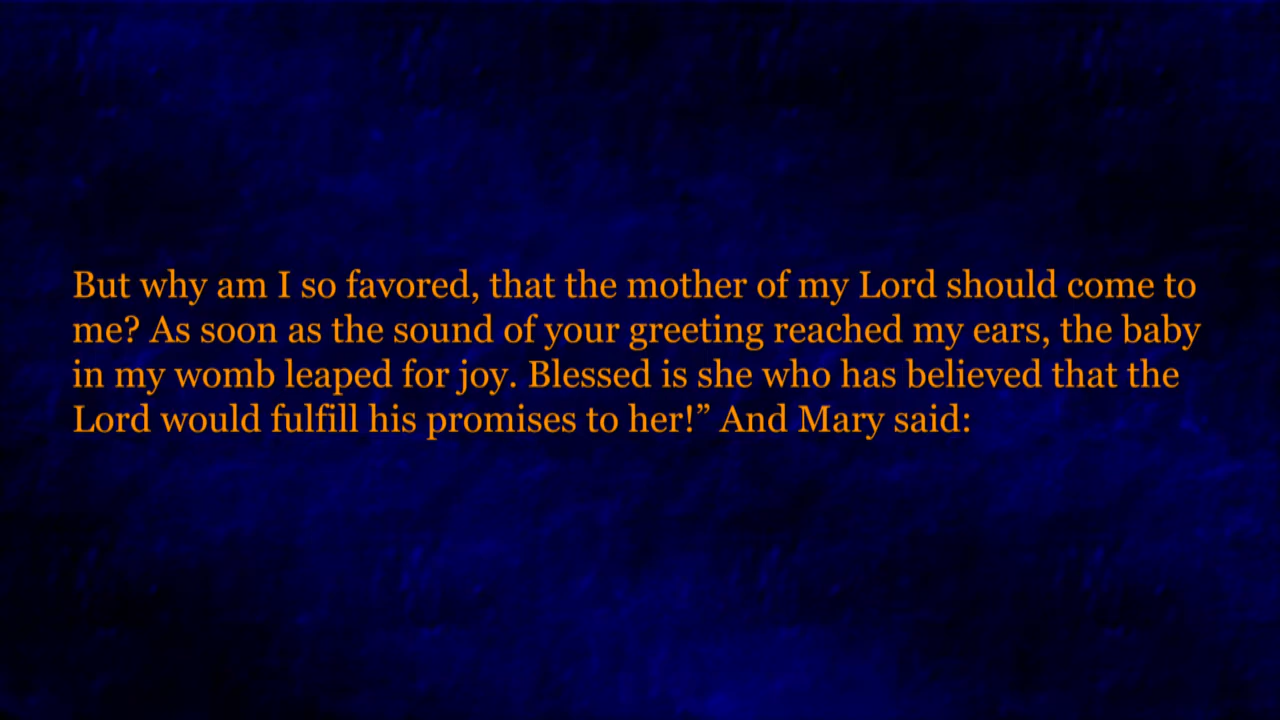 But why am I so favored, that the mother of my Lord should come to
me? As soon as the sound of your greeting reached my ears, the baby
in my womb leaped for joy. Blessed is she who has believed that the
Lord would fulfill his promises to her!” And Mary said: